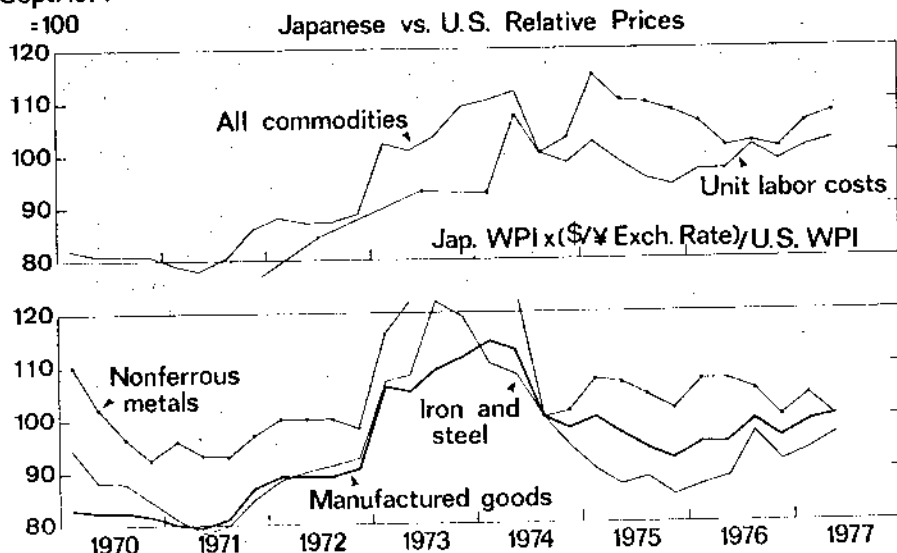 =100
Japanese vs. U.S. Relative Prices
120
110
All commodities
100
Unit labor costs
90
Jap. WPI x($/¥ Exch. Rate)/U.S. WPI
80
120
110
Nonferrous
metals
100
Iron and
steel
90
Manufactured goods
80
1970 1971 1972 1973 1974 1975 1976 1977